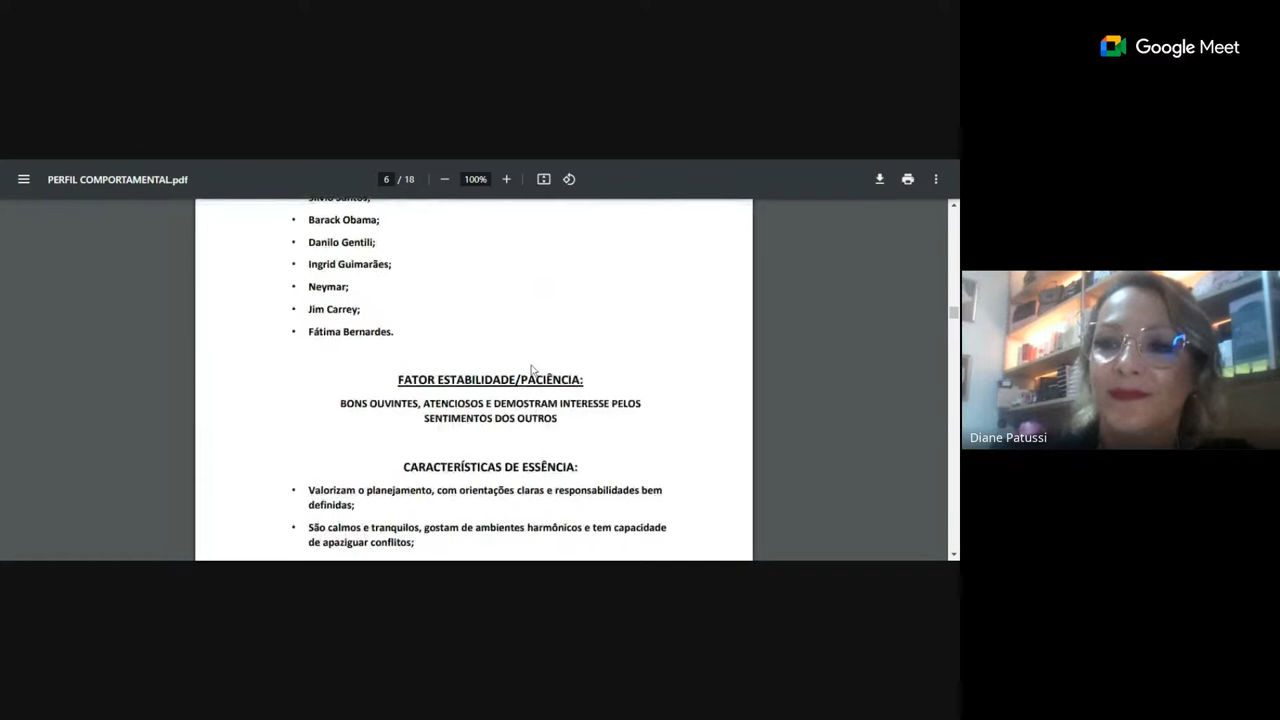 Google Meet
PERFIL COMPORTAMENTAL.pdf
6 / 18
100%
Silvio Santos;
• Barack Obama;
• Danilo Gentili;
• Ingrid Guimarães;
• Neymar;
• Jim Carrey;
• Fátima Bernardes.
FATOR ESTABILIDADE/PACIÊNCIA:
BONS OUVINTES, ATENCIOSOS E DEMOSTRAM INTERESSE PELOS
SENTIMENTOS DOS OUTROS
CARACTERÍSTICAS DE ESSÊNCIA:
• Valorizam o planejamento, com orientações claras e responsabilidades bem
definidas;
• São calmos e tranquilos, gostam de ambientes harmônicos e tem capacidade
de apaziguar conflitos;
Diane Patussi